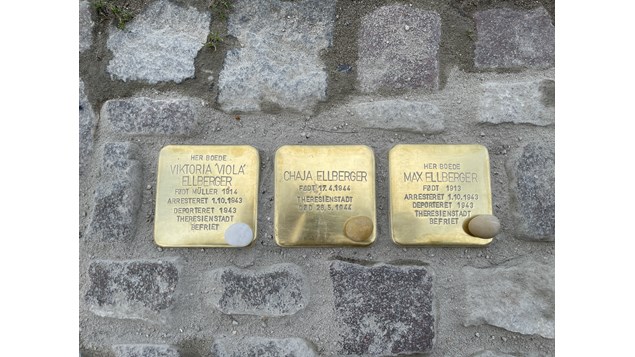 HER BOEDE
VIKTORIA "VIOLA"
ELLBERGER
FØDT MÜLLER 1914
ARRESTERET 1.10.1943
DEPORTERET 1943
THERESIENSTADT
BEFRIET
CHAJA ELLBERGER
FØDT 17.4.1944
THERESIENSTADT
DØD 28.5.1944
HER BOEDE
MAX ELLBERGER
FØDT 1913
ARRESTERET 1.10.1943
DEPORTERET 1943
THERESIENSTADT
BEFRIET